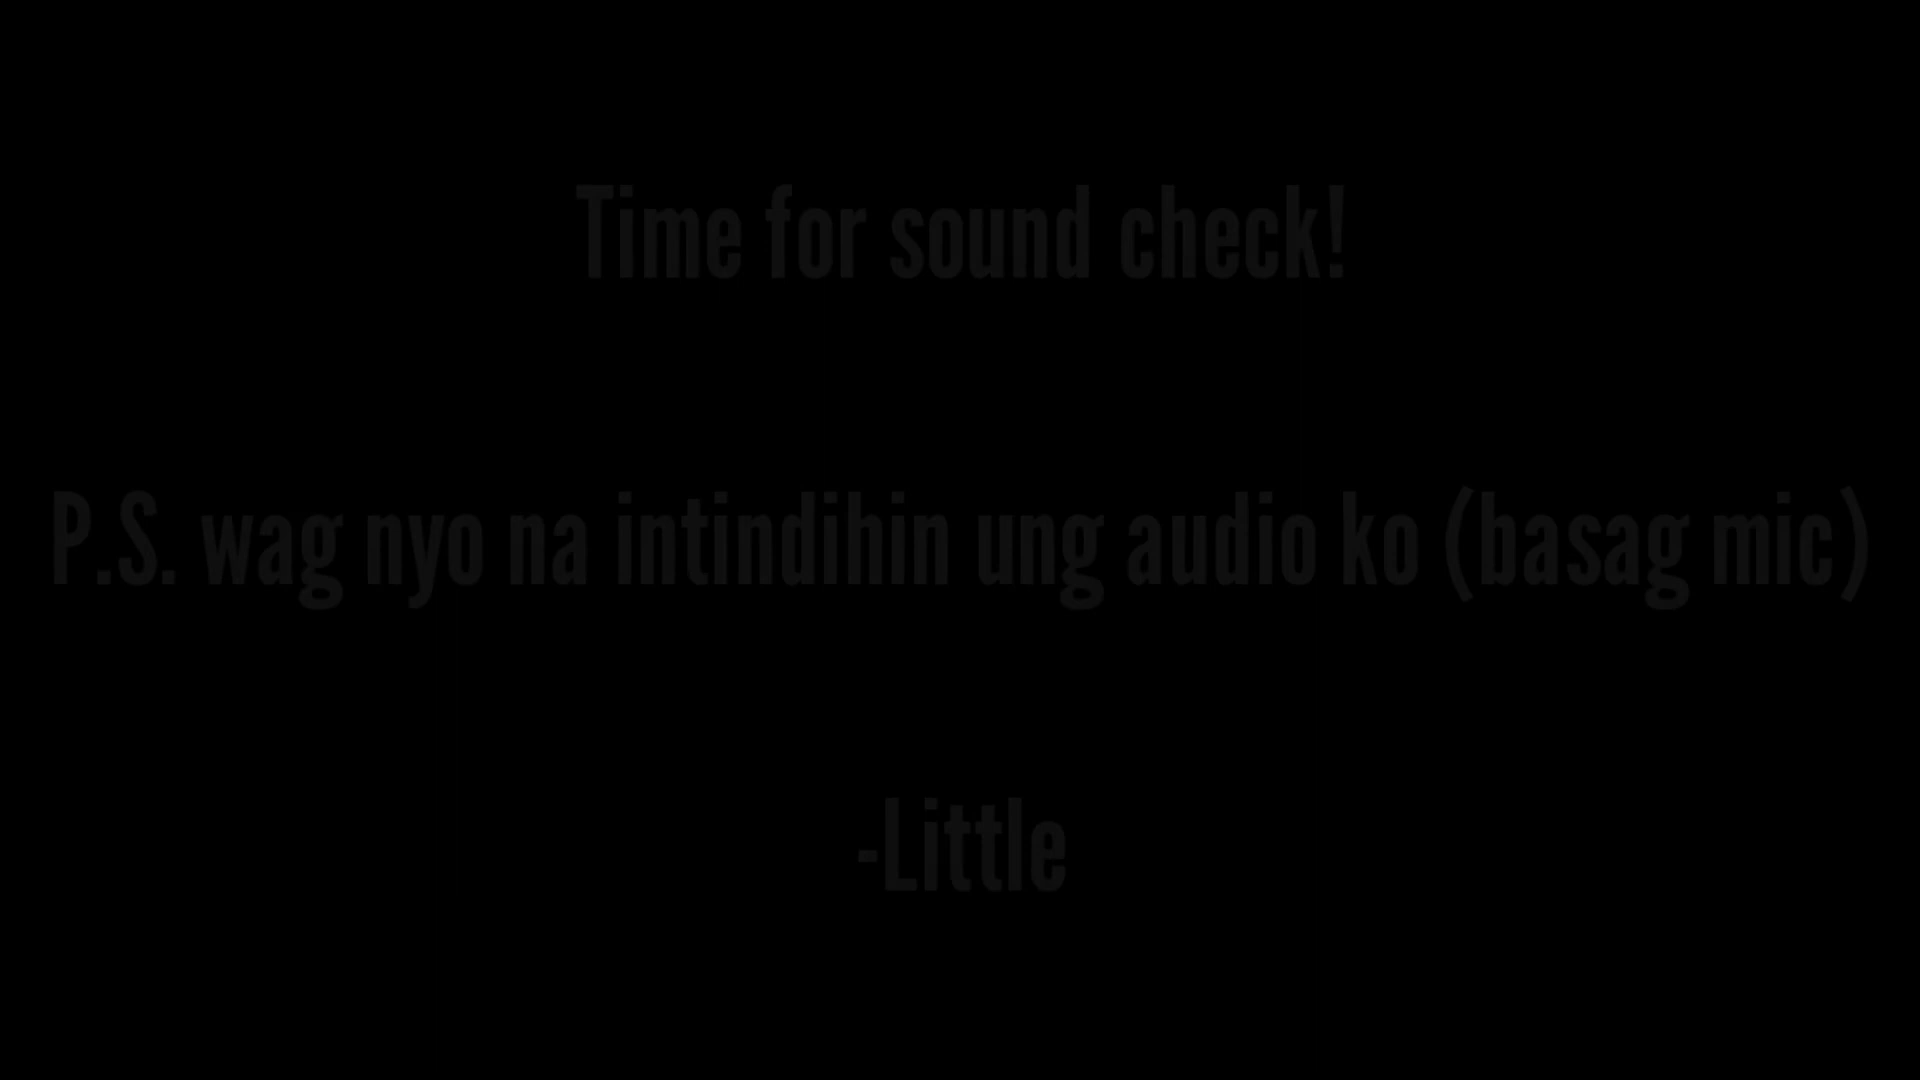 Time for sound check!
P.S. wag nyo na intindihin ung audio ko (basag mic)
-Little